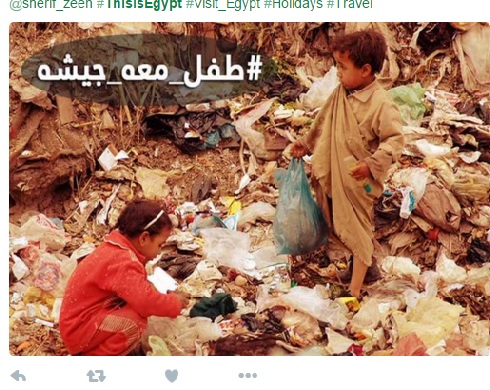 @sherif_zeen #ThisIsEgypt #Visit_Egypt #Holidays #Travel
#طفل_معه_جيشه